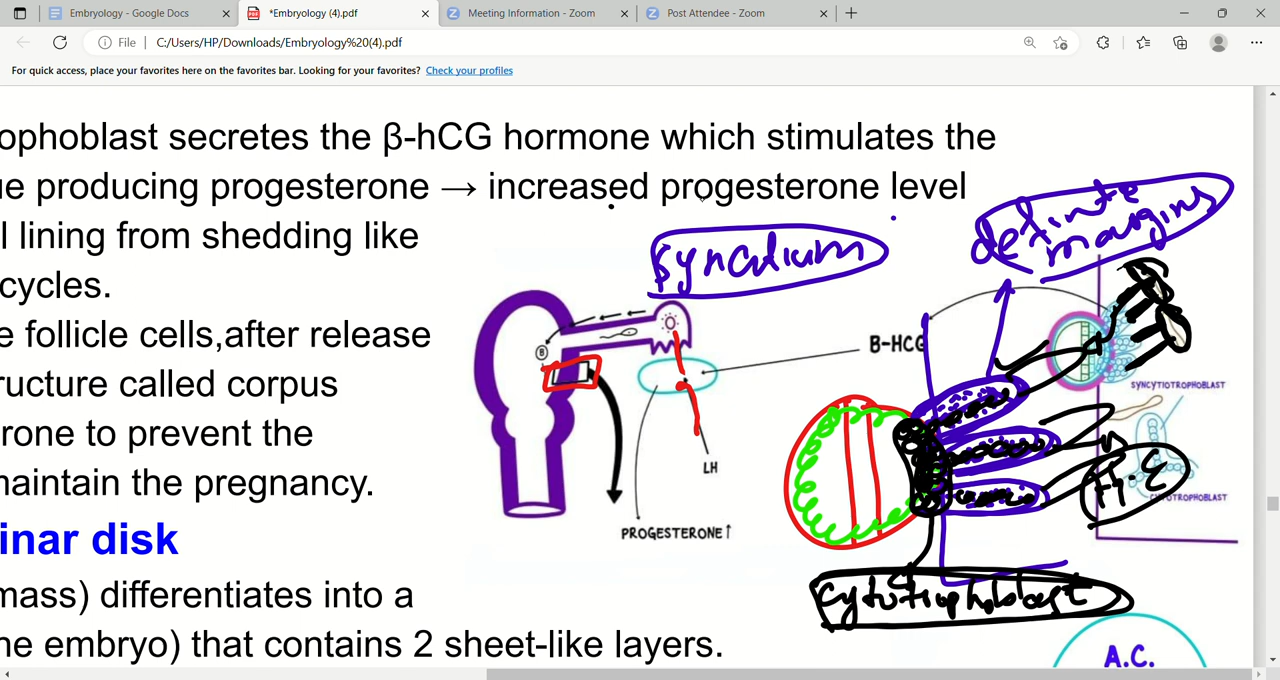 Embryology - Google Docs
*Embryology (4).pdf
Meeting Information - Zoom
Post Attendee - Zoom
File
C:/Users/HP/Downloads/Embryology%20(4).pdf
For quick access, place your favorites here on the favorites bar. Looking for your favorites? Check your profiles
ophoblast secretes the β-hCG hormone which stimulates the
ue producing progesterone → increased progesterone level
l lining from shedding like
cycles.
e follicle cells,after release
ructure called corpus
rone to prevent the
maintain the pregnancy.
inar disk
mass) differentiates into a
ne embryo) that contains 2 sheet-like layers.
definte
margins
B-HCG
SYNCYTIOTROPHOBLAST
LH
PROGESTERONE↑
CYTOTROPHOBLAST
cytotrophoblast
A.C.